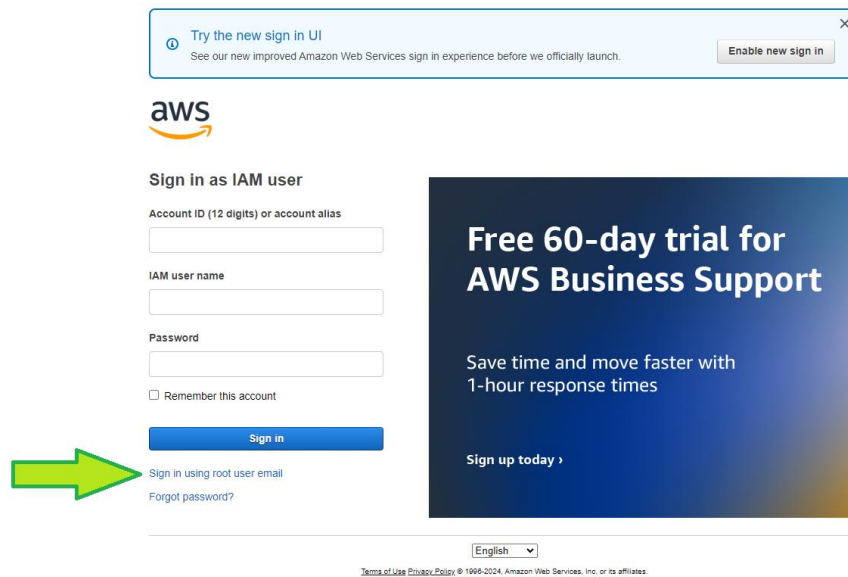 Try the new sign in UI
See our new improved Amazon Web Services sign in experience before we officially launch.
Enable new sign in
aws
Sign in as IAM user
Account ID (12 digits) or account alias
IAM user name
Password
Remember this account
Sign in
Sign in using root user email
Forgot password?
Free 60-day trial for
AWS Business Support
Save time and move faster with
1-hour response times
Sign up today ›
English
Terms of Use Privacy Policy © 1996-2024, Amazon Web Services, Inc. or its affiliates.